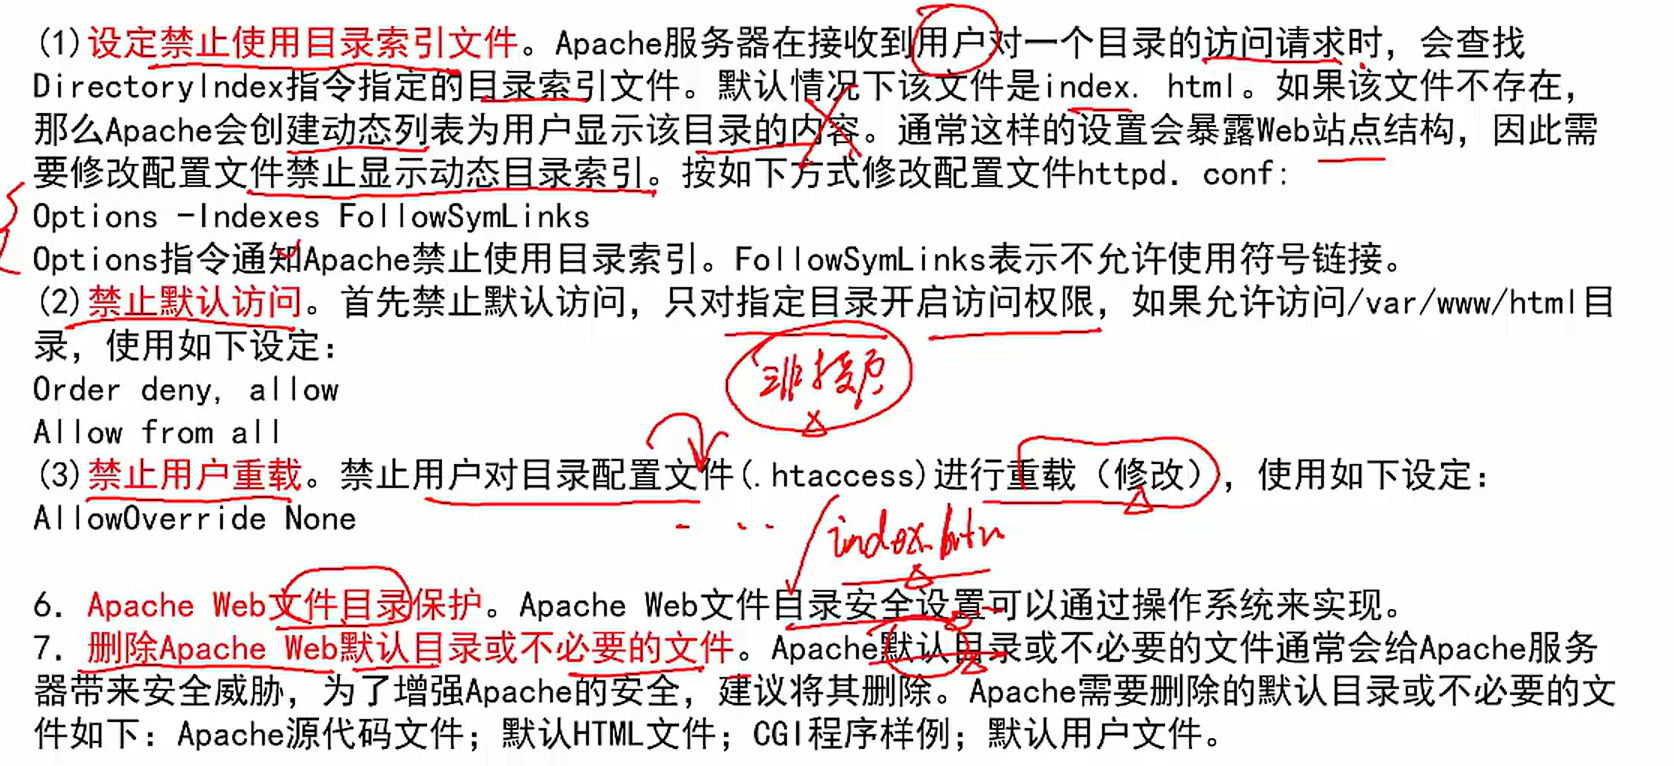 (1)设定禁止使用目录索引文件。Apache服务器在接收到用户对一个目录的访问请求时，会查找
DirectoryIndex指令指定的目录索引文件。默认情况下该文件是index. html。如果该文件不存在，
那么Apache会创建动态列表为用户显示该目录的内容。通常这样的设置会暴露Web站点结构，因此需
要修改配置文件禁止显示动态目录索引。按如下方式修改配置文件httpd. conf:
Options -Indexes FollowSymLinks
Options指令通知Apache禁止使用目录索引。FollowSymLinks表示不允许使用符号链接。
(2)禁止默认访问。首先禁止默认访问，只对指定目录开启访问权限，如果允许访问/var/www/html目
录，使用如下设定：
Order deny, allow
Allow from all
(3)禁止用户重载。禁止用户对目录配置文件(.htaccess)进行重载（修改），使用如下设定：
AllowOverride None
6. Apache Web文件目录保护。Apache Web文件目录安全设置可以通过操作系统来实现。
7. 删除Apache Web默认目录或不必要的文件。Apache默认目录或不必要的文件通常会给Apache服务
器带来安全威胁，为了增强Apache的安全，建议将其删除。Apache需要删除的默认目录或不必要的文
件如下：Apache源代码文件；默认HTML文件；CGI程序样例；默认用户文件。